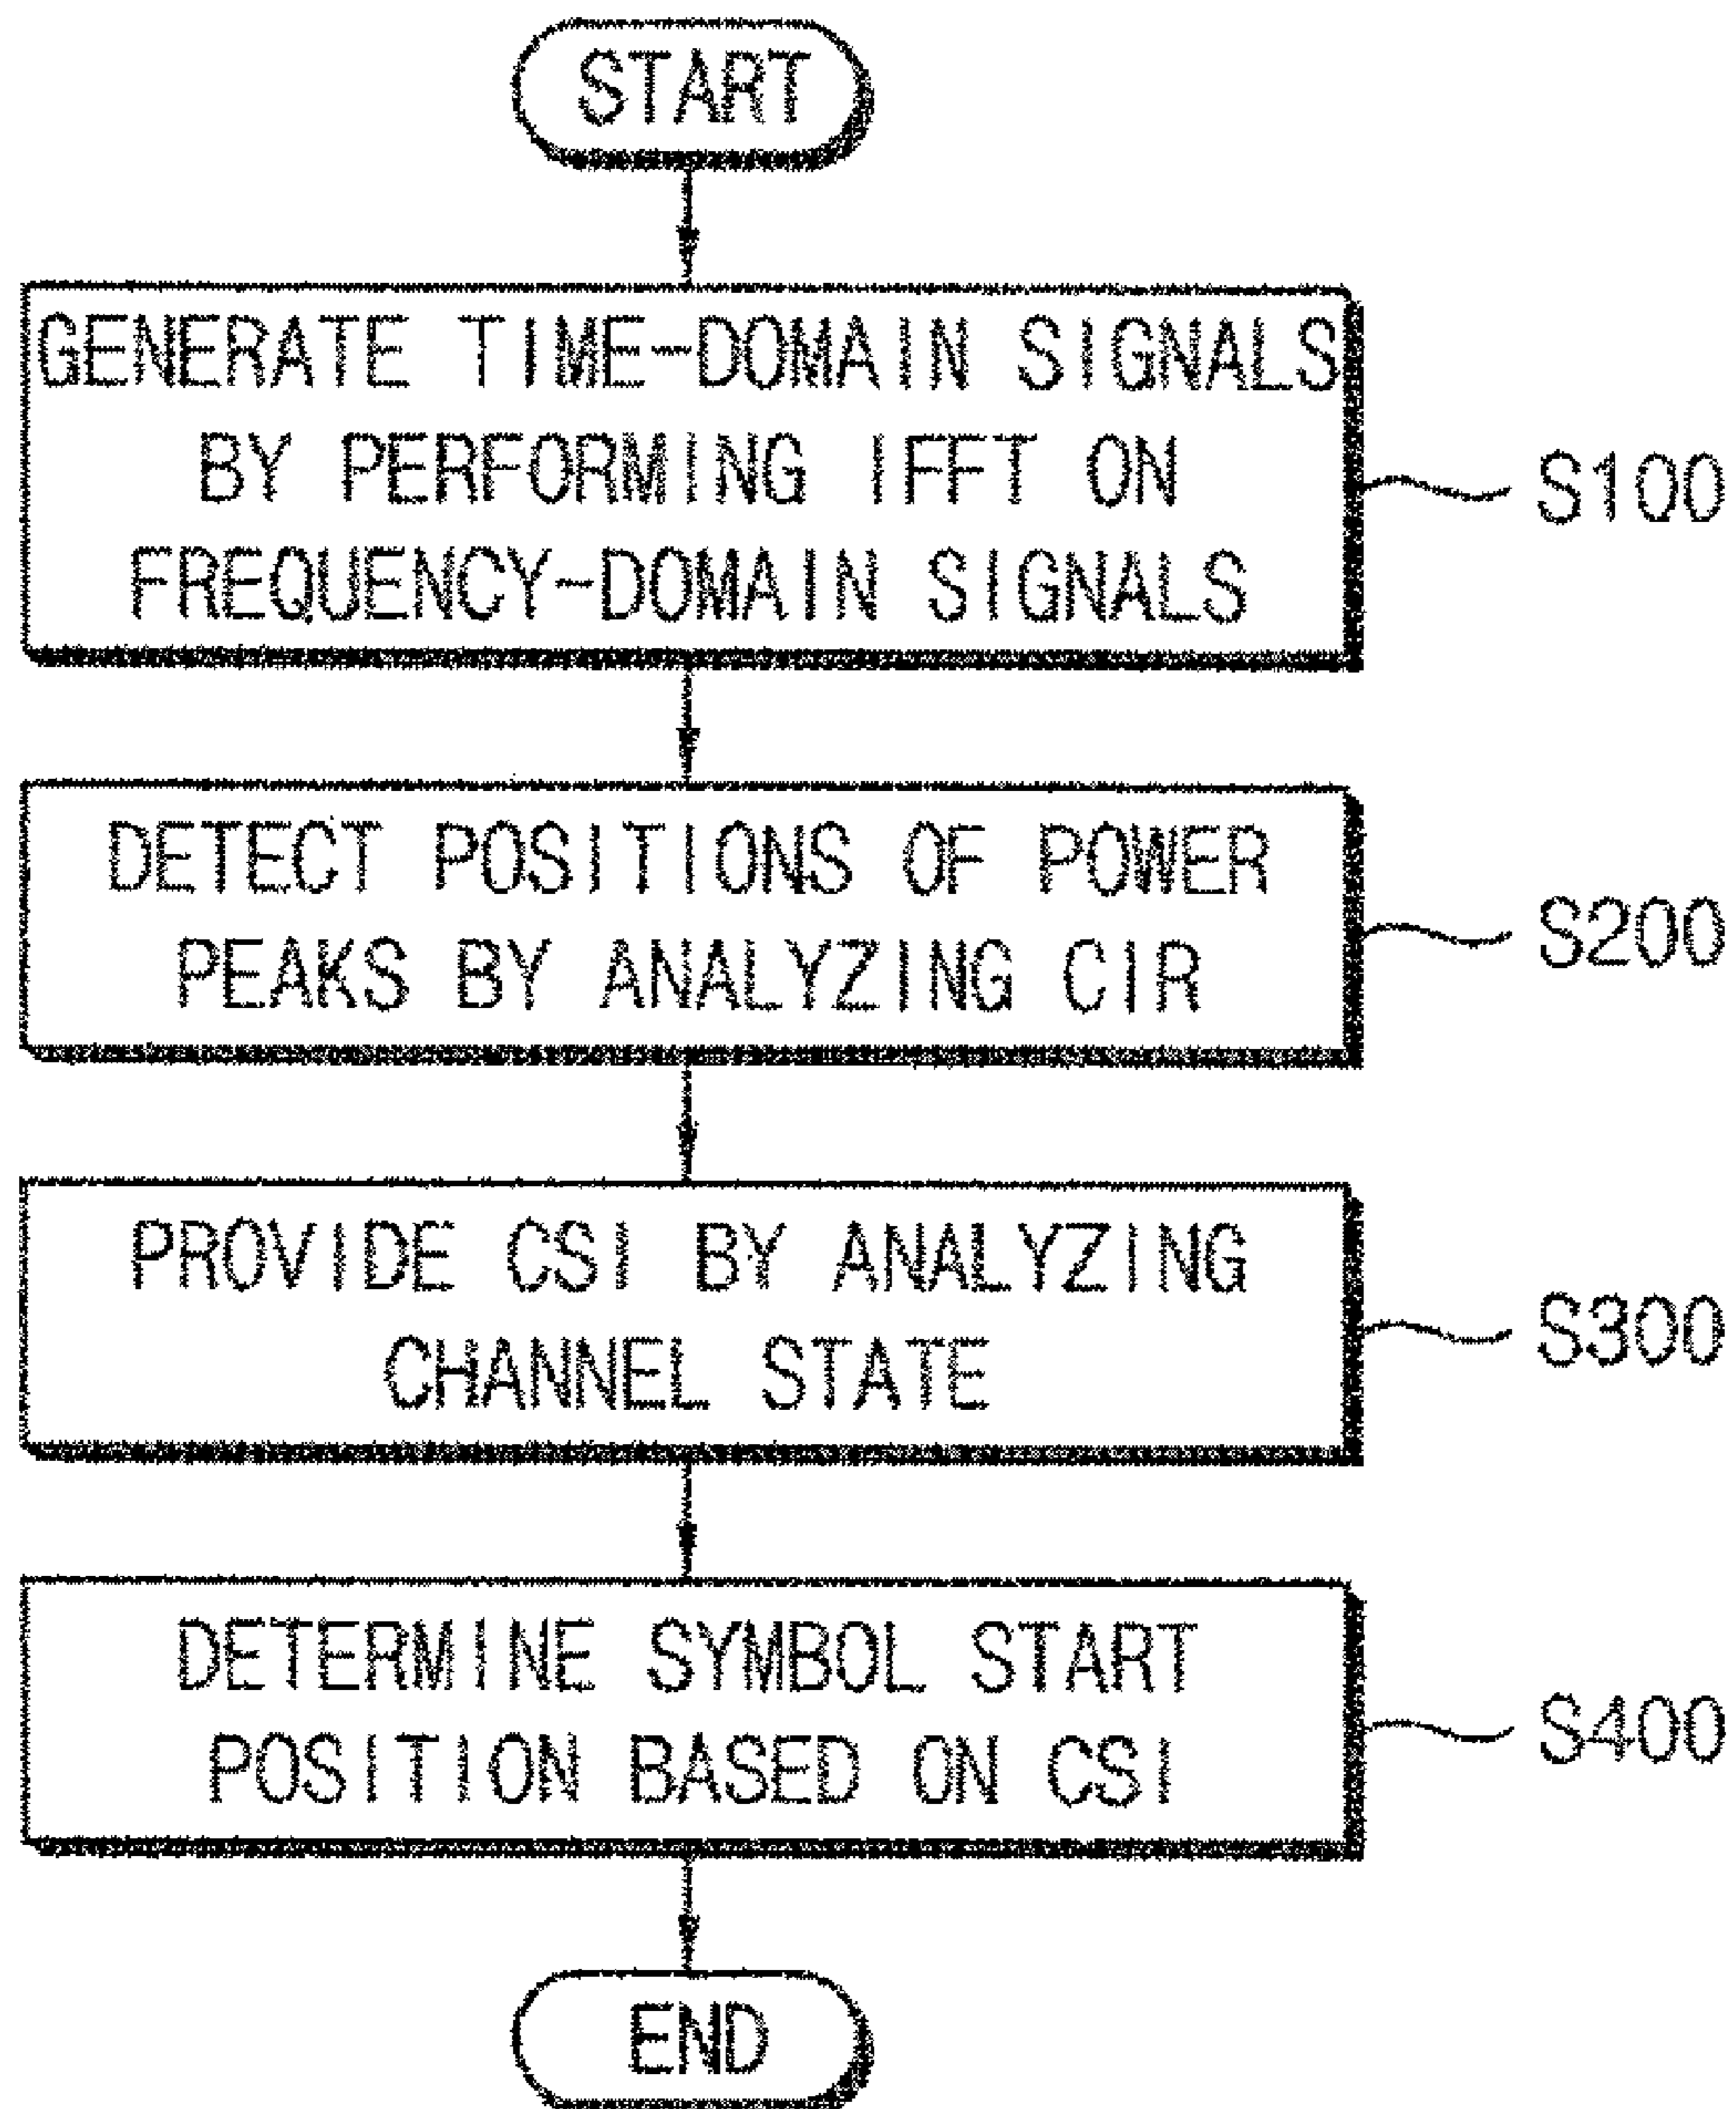 START
GENERATE TIME-DOMAIN SIGNALS
BY PERFORMING IFFT ON
FREQUENCY-DOMAIN SIGNALS
S100
DETECT POSITIONS OF POWER
PEAKS BY ANALYZING CIR
S200
PROVIDE CSI BY ANALYZING
CHANNEL STATE
S300
DETERMINE SYMBOL START
POSITION BASED ON CSI
S400
END